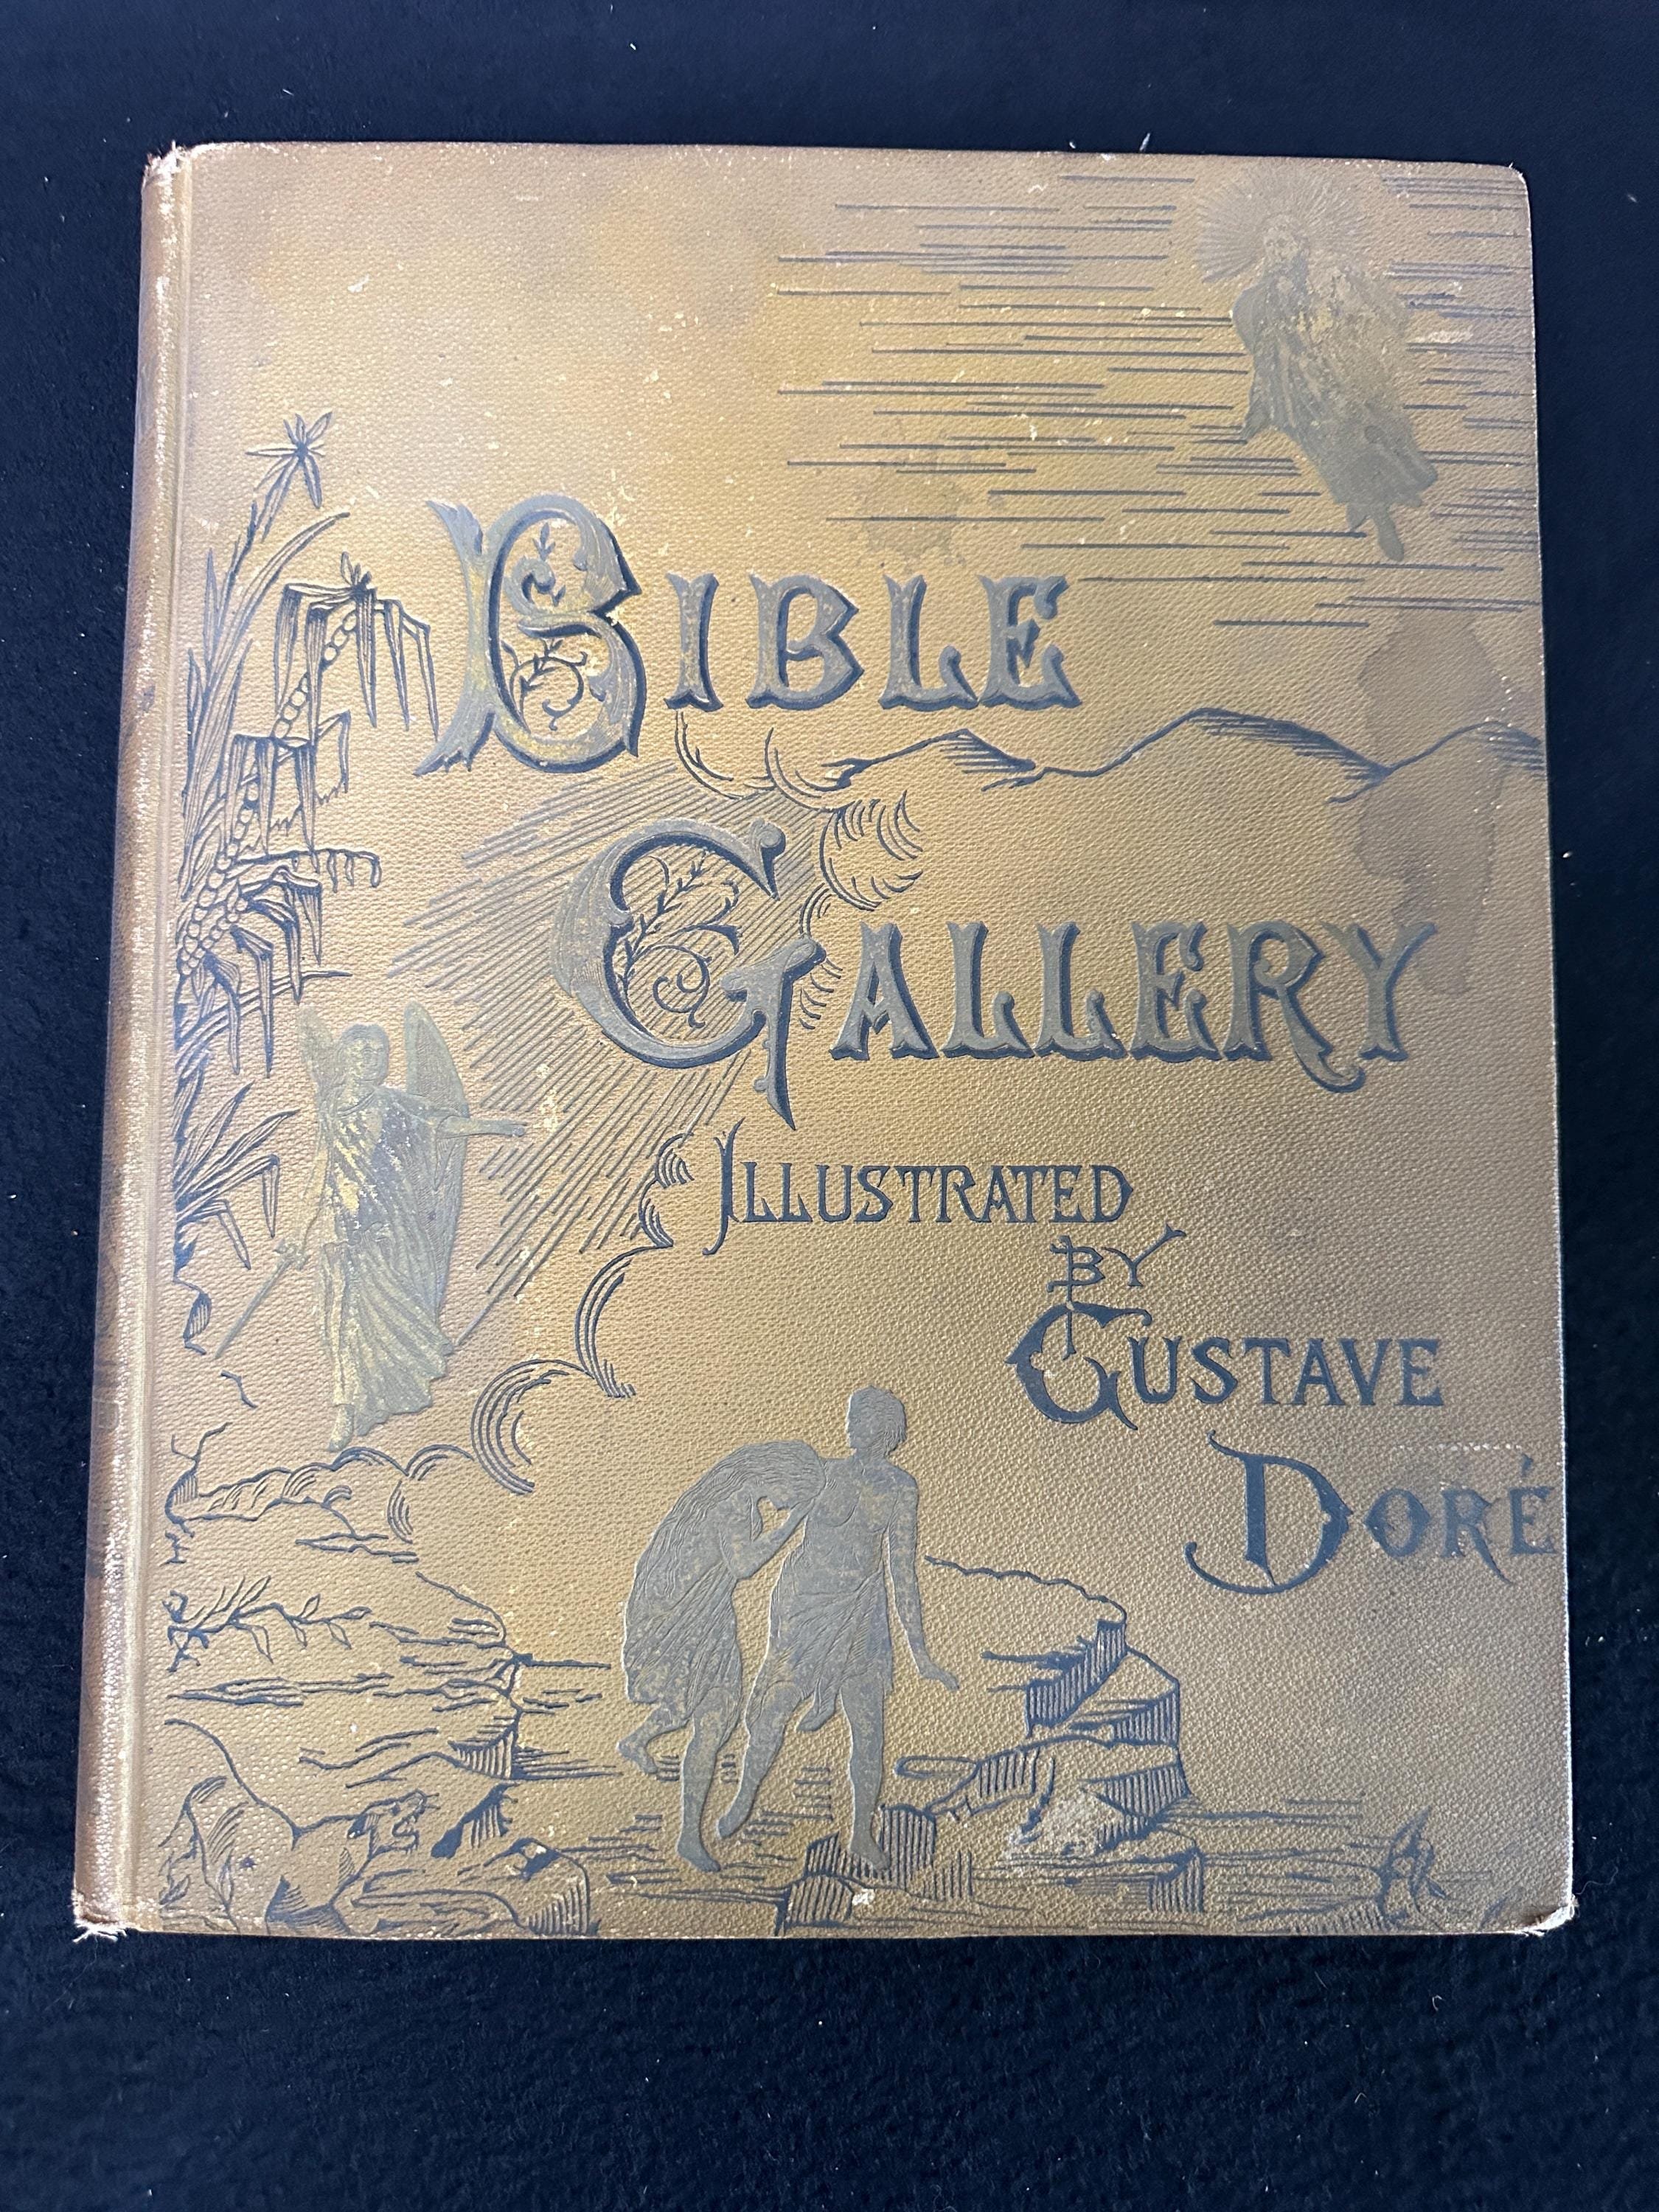 BIBLE
GALLERY
ILLUSTRATED
BY
GUSTAVE
DORÉ